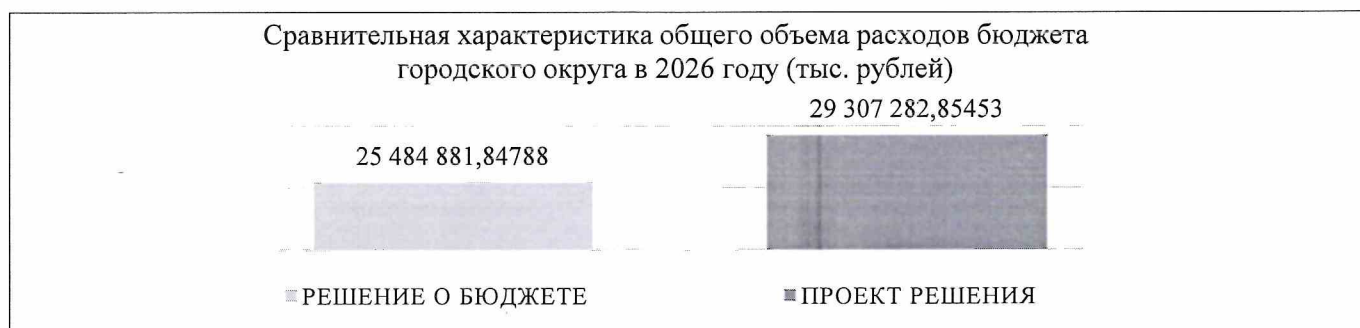 Сравнительная характеристика общего объема расходов бюджета
городского округа в 2026 году (тыс. рублей)
29 307 282,85453
25 484 881,84788
РЕШЕНИЕ О БЮДЖЕТЕ
ПРОЕКТ РЕШЕНИЯ